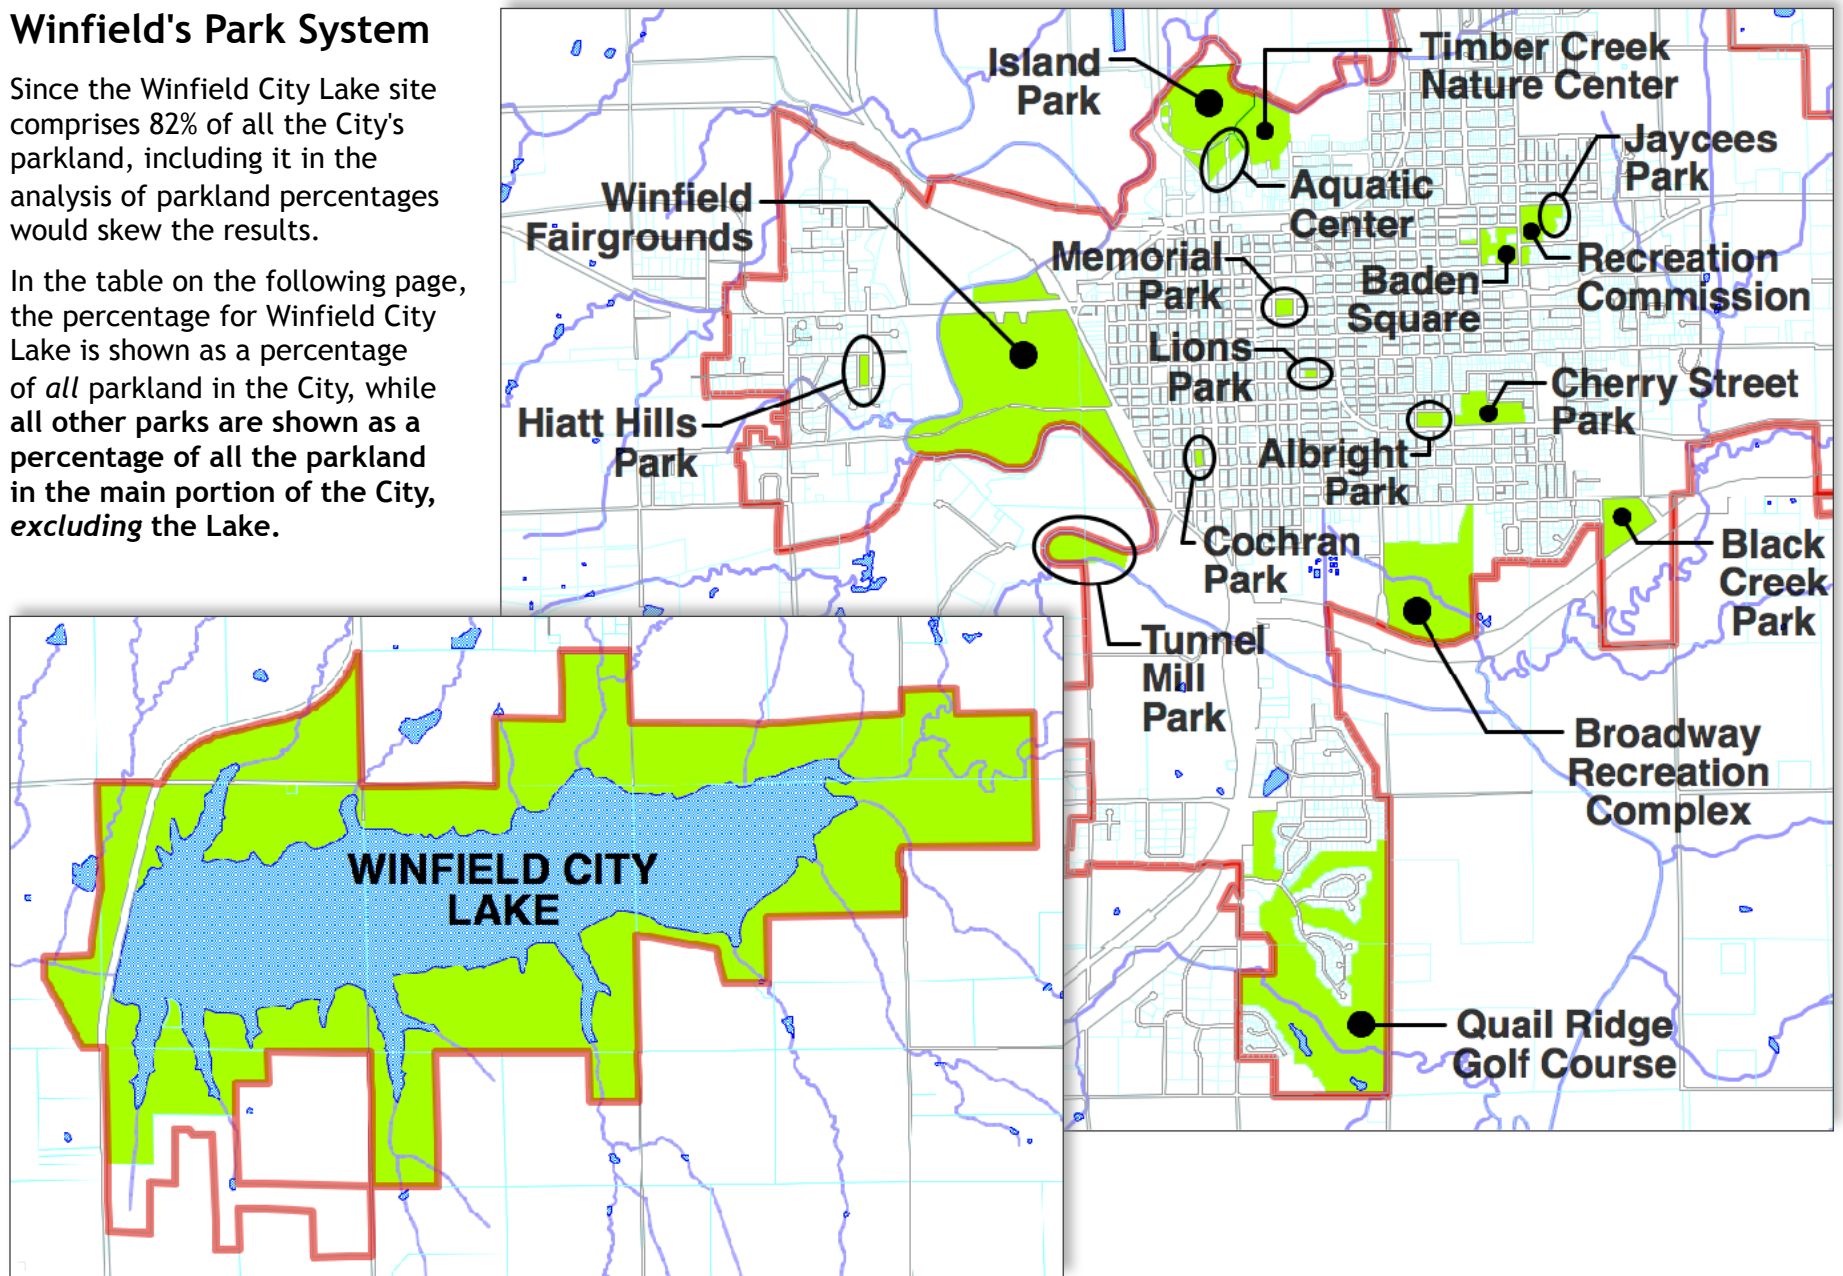 Winfield's Park System
Since the Winfield City Lake site
comprises 82% of all the City's
parkland, including it in the
analysis of parkland percentages
would skew the results.
In the table on the following page,
the percentage for Winfield City
Lake is shown as a percentage
of all parkland in the City, while
all other parks are shown as a
percentage of all the parkland
in the main portion of the City,
excluding the Lake.
Island
Park
Timber Creek
Nature Center
Jaycees
Park
Winfield
Fairgrounds
Aquatic
Center
Memorial
Park
Baden
Square
Recreation
Commission
Lions
Park
Cherry Street
Park
Hiatt Hills
Park
Albright
Park
Cochran
Park
Black
Creek
Park
Tunnel
Mill
Park
Broadway
Recreation
Complex
WINFIELD CITY
LAKE
Quail Ridge
Golf Course